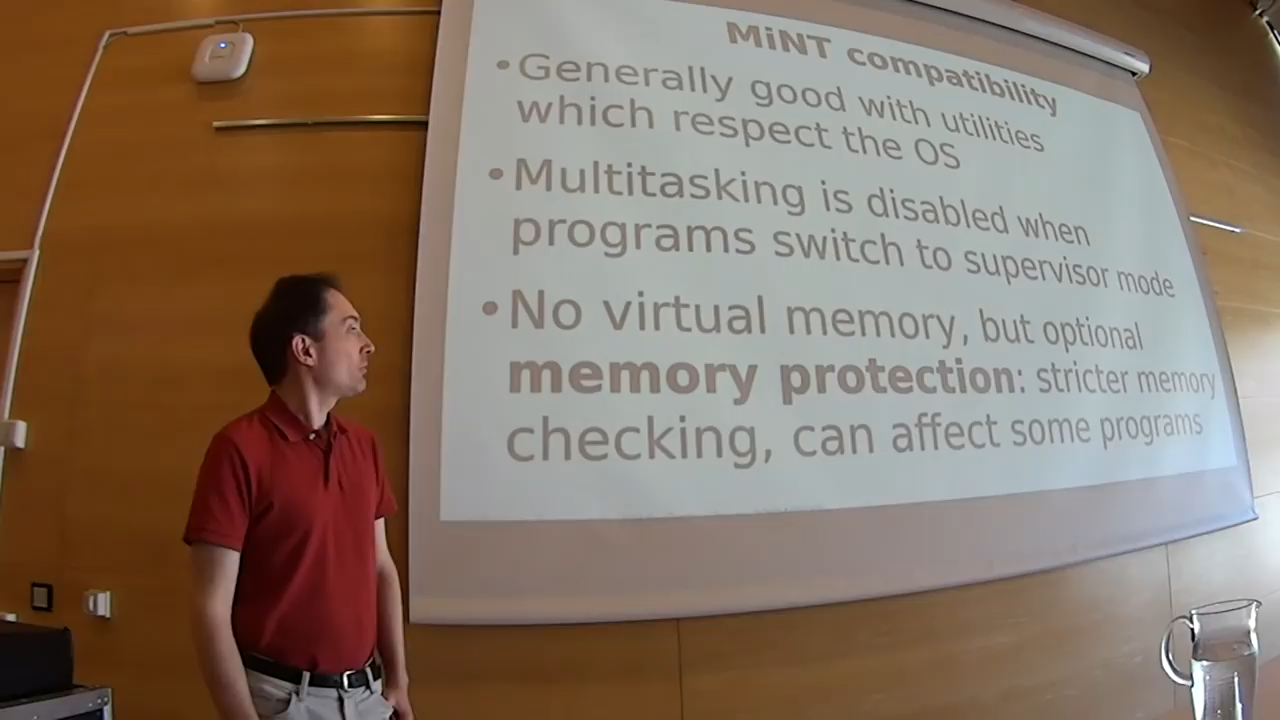 MiNT compatibility
•Generally good with utilities
which respect the OS
•Multitasking is disabled when
programs switch to supervisor mode
•No virtual memory, but optional
memory protection: stricter memory
checking, can affect some programs